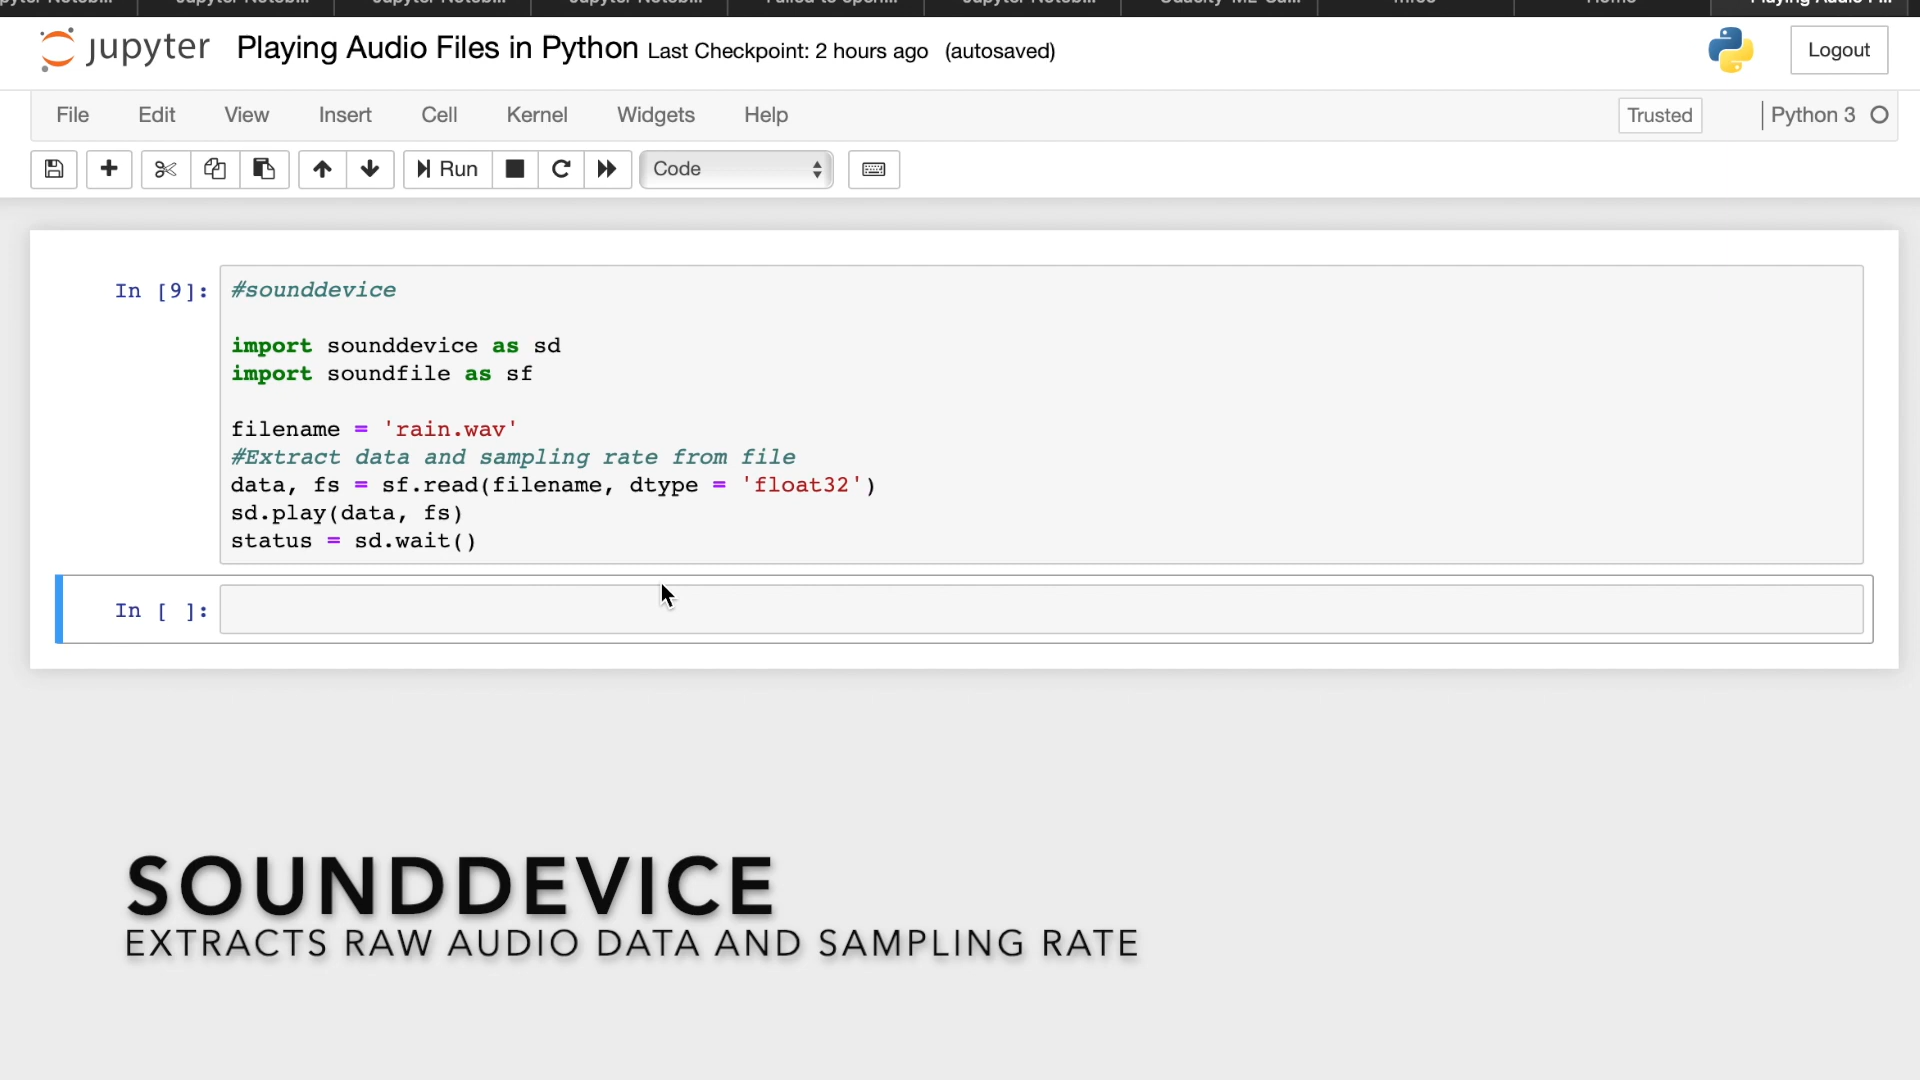 jupyter Playing Audio Files in Python Last Checkpoint: 2 hours ago (autosaved) Logout
File Edit View Insert Cell Kernel Widgets Help Trusted Python 3
Run Code
In [9]: #sounddevice
import sounddevice as sd
import soundfile as sf
filename = 'rain.wav'
#Extract data and sampling rate from file
data, fs = sf.read(filename, dtype = 'float32')
sd.play(data, fs)
status = sd.wait()
In [ ]:
SOUNDDEVICE
EXTRACTS RAW AUDIO DATA AND SAMPLING RATE